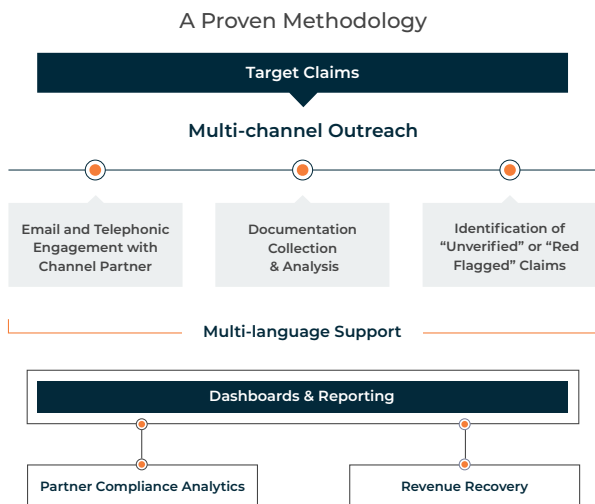 A Proven Methodology
Target Claims
Multi-channel Outreach
Email and Telephonic
Engagement with
Channel Partner
Documentation
Collection
& Analysis
Identification of
“Unverified” or “Red
Flagged” Claims
Multi-language Support
Dashboards & Reporting
Partner Compliance Analytics
Revenue Recovery